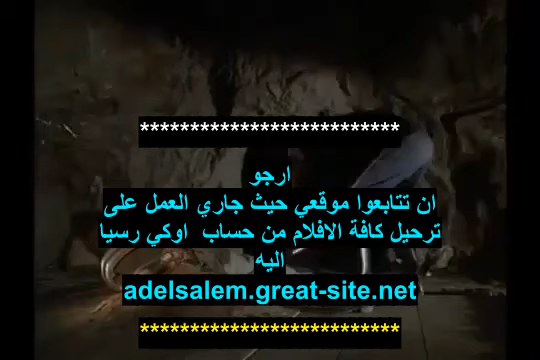 **************************
ارجو
ان تتابعوا موقعي حيث جاري العمل على
ترحيل كافة الافلام من حساب اوكي رسيا
اليه
adelsalem.great-site.net
**************************